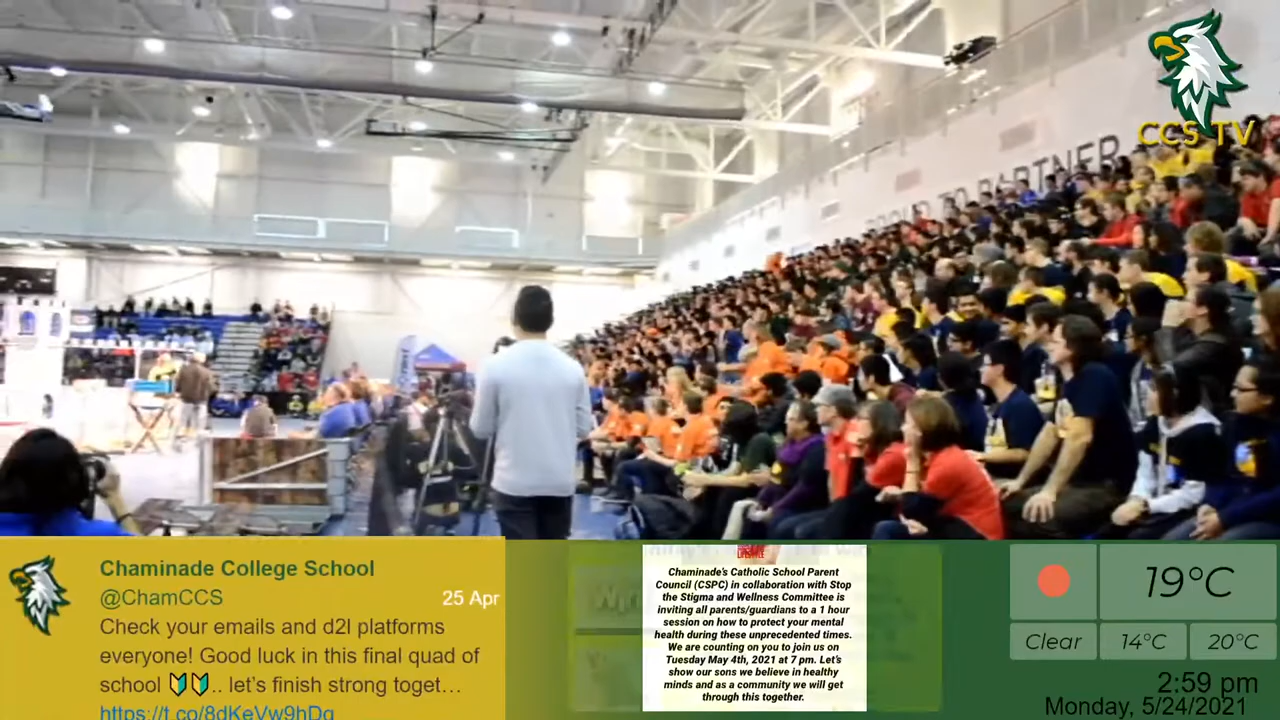 CCS TV
TO PARTNER
Chaminade College School
@ChamCCS
25 Apr
Check your emails and d2l platforms
everyone! Good luck in this final quad of
school 🔰🔰.. let's finish strong toget…
https://t.co/8dKeVw9hDg
LIFESTYLE
Chaminade's Catholic School Parent
Council (CSPC) in collaboration with Stop
the Stigma and Wellness Committee is
inviting all parents/guardians to a 1 hour
session on how to protect your mental
health during these unprecedented times.
We are counting on you to join us on
Tuesday May 4th, 2021 at 7 pm. Let's
show our sons we believe in healthy
minds and as a community we will get
through this together.
19°C
Clear
14°C
20°C
2:59 pm
Monday, 5/24/2021